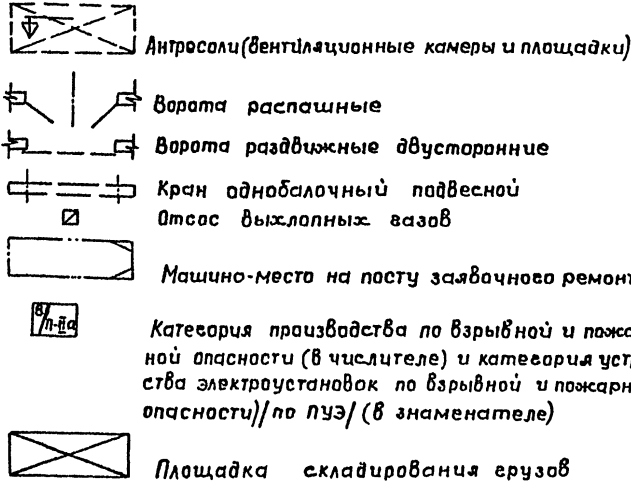 Антресоли (вентиляционные камеры и площадки)
Ворота распашные
Ворота раздвижные двусторонние
Кран однобалочный подвесной
Отсос выхлопных газов
Машино-место на посту заявочного ремонт
В/п-IIа
Категория производства по взрывной и пожа
ной опасности (в числителе) и категория уст
ства электроустановок по взрывной и пожарн
опасности)/по ПУЭ/(в знаменателе)
Площадка складирования грузов